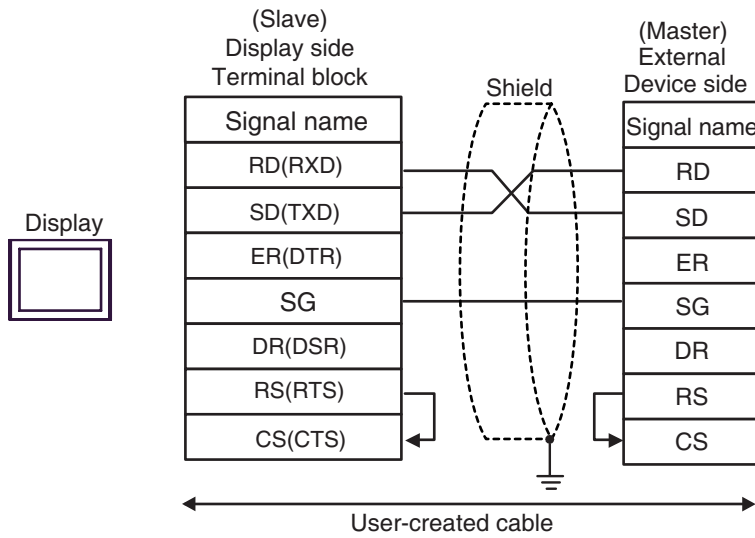 (Slave)
Display side
Terminal block
(Master)
External
Device side
Shield
Signal name
Signal name
RD(RXD)
RD
SD(TXD)
SD
Display
ER(DTR)
ER
SG
SG
DR(DSR)
DR
RS(RTS)
RS
CS(CTS)
CS
User-created cable